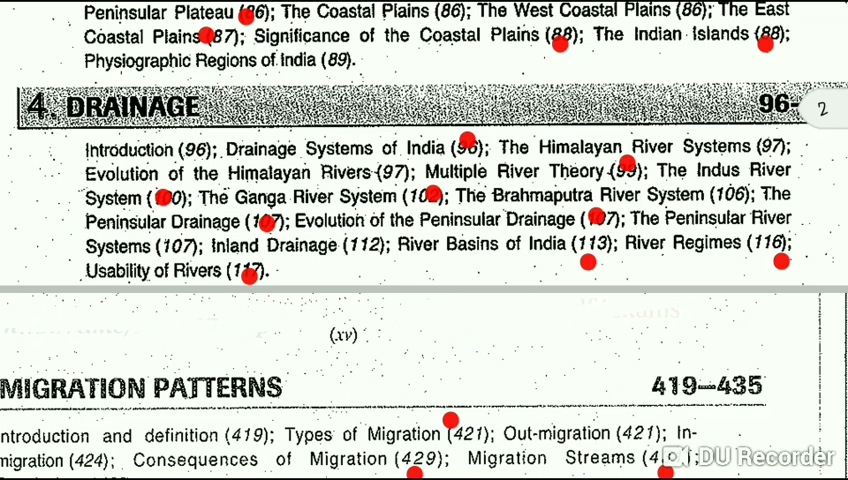 Peninsular Plateau (86); The Coastal Plains (86); The West Coastal Plains (86); The East
Coastal Plains (87); Significance of the Coastal Plains (88); The Indian Islands (88);
Physiographic Regions of India (89).
4. DRAINAGE 96-
2
Introduction (96); Drainage Systems of India (96); The Himalayan River Systems (97);
Evolution of the Himalayan Rivers (97); Multiple River Theory (99); The Indus River
System (100); The Ganga River System (102); The Brahmaputra River System (106); The
Peninsular Drainage (107); Evolution of the Peninsular Drainage (107); The Peninsular River
Systems (107); Inland Drainage (112); River Basins of India (113); River Regimes (116);
Usability of Rivers (117).
(xv)
MIGRATION PATTERNS 419–435
ntroduction and definition (419); Types of Migration (421); Out-migration (421); In-
migration (424); Consequences of Migration (429); Migration Streams
DU Recorder